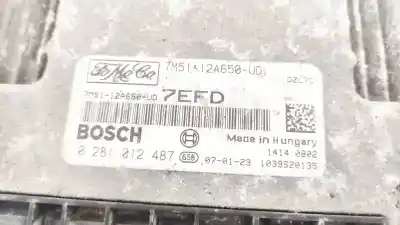 FoMoCo 7M51-12A650-UD
7M51-12A650-UD 7EFD
BOSCH Made in Hungary
1414 0802
0 281 012 487 G58 07-01-23 1039S20135